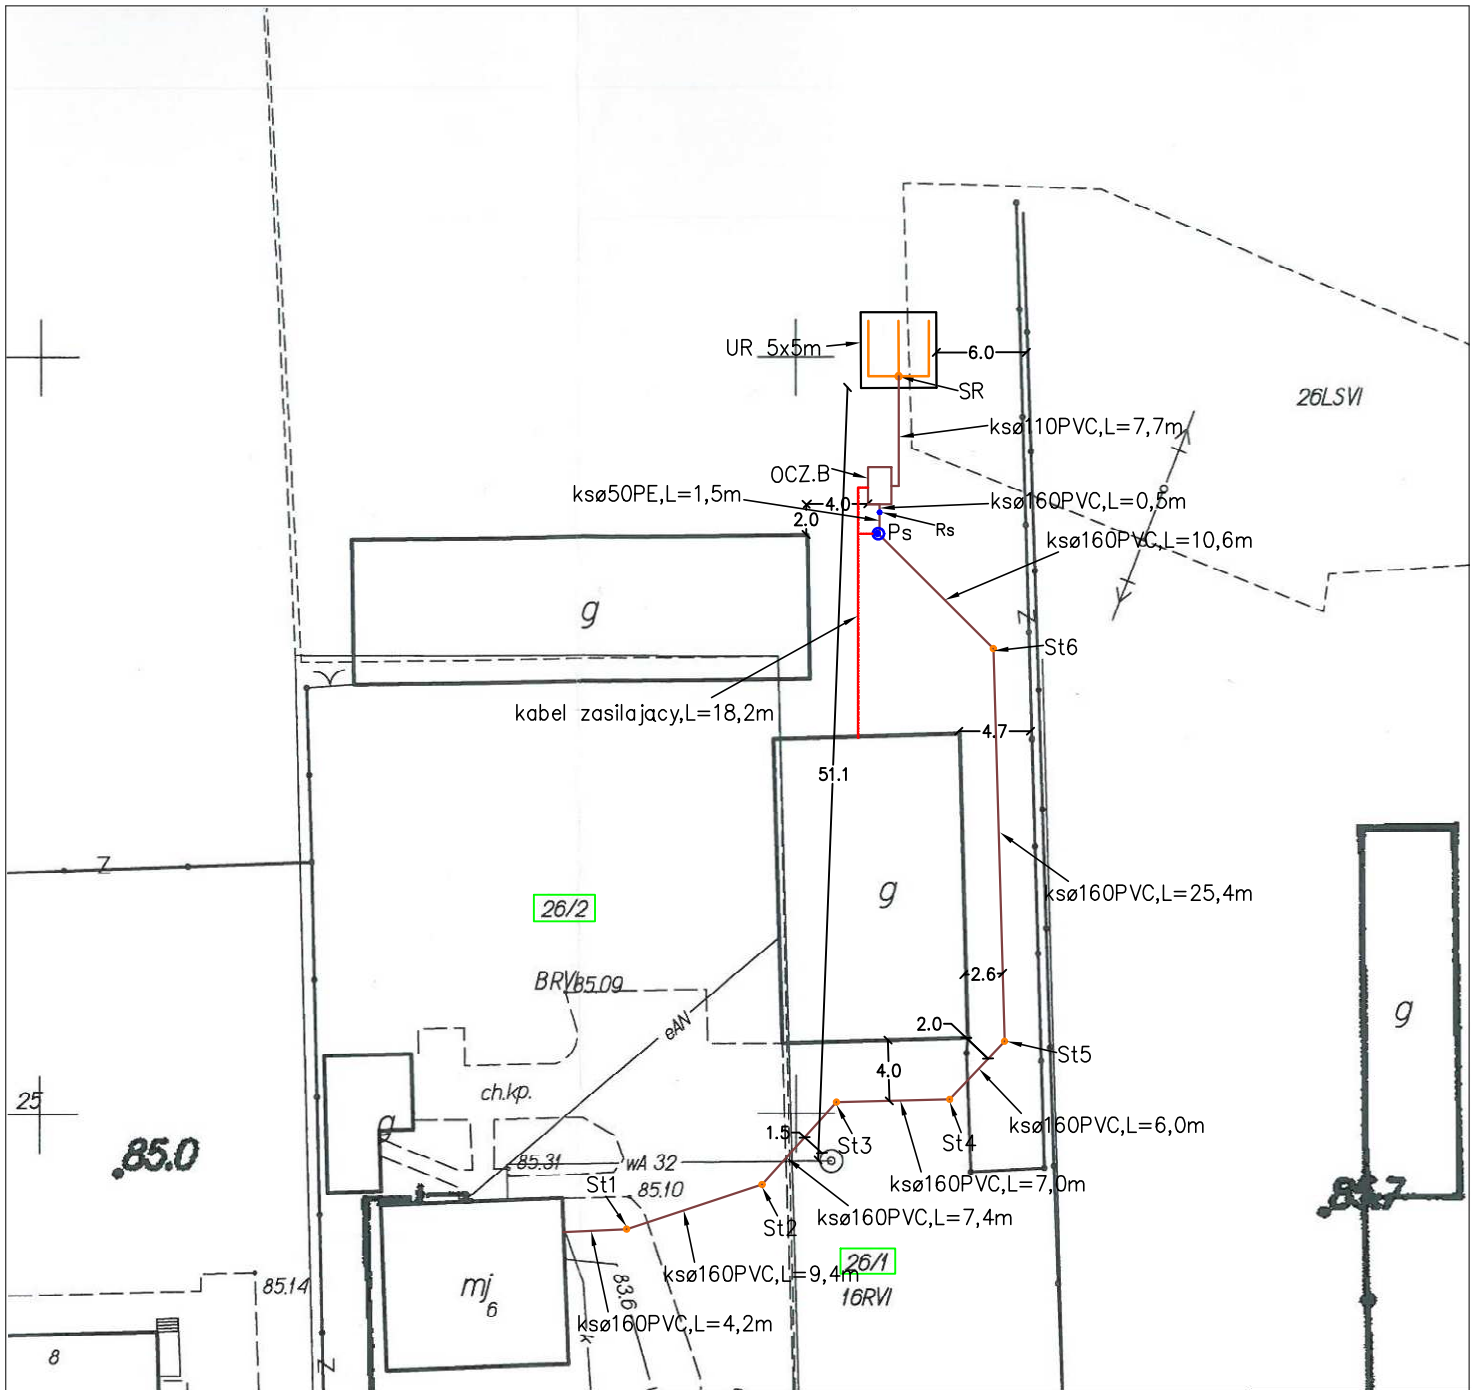 UR 5x5m
6.0
SR
26LSVI
ksø110PVC,L=7,7m
OCZ.B
ksø50PE,L=1,5m
4.0
ksø160PVC,L=0,5m
2.0
Ps
Rs
ksø160PVC,L=10,6m
g
Z
St6
kabel zasilający,L=18,2m
4.7
51.1
Z
ksø160PVC,L=25,4m
g
26/2
BRVI
85.09
2.6
g
eAN
2.0
St5
4.0
ch.kp.
25
g
ksø160PVC,L=6,0m
1.5
St3
St4
85.0
85.31
wA 32
St1
85.10
ksø160PVC,L=7,0m
86.7
St2
ksø160PVC,L=7,4m
26/1
ksø160PVC,L=9,4m
85.14
mj
6
83.6
16RVI
ksø160PVC,L=4,2m
k
8
Z